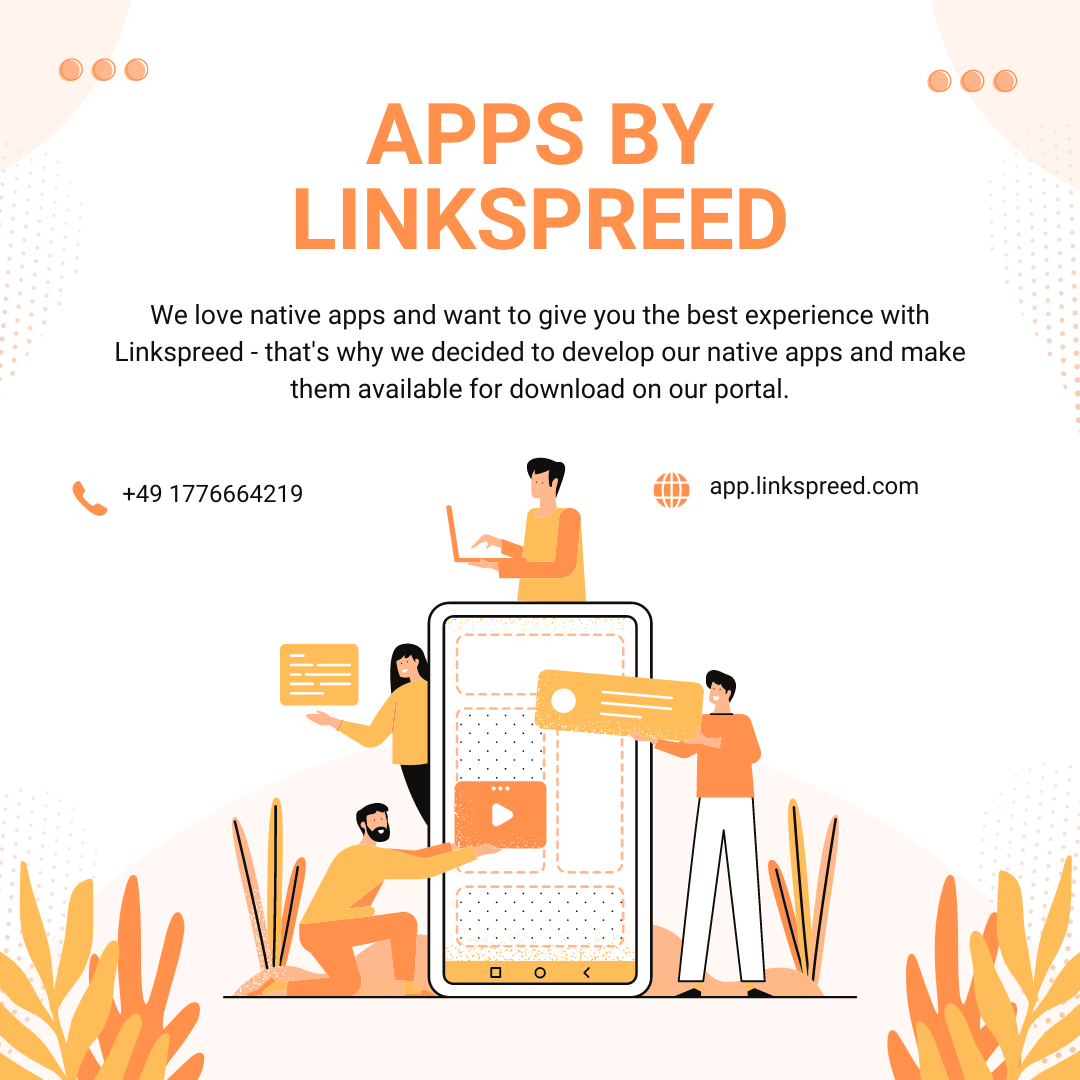 APPS BY
LINKSPREED
We love native apps and want to give you the best experience with
Linkspreed - that's why we decided to develop our native apps and make
them available for download on our portal.
+49 1776664219
app.linkspreed.com